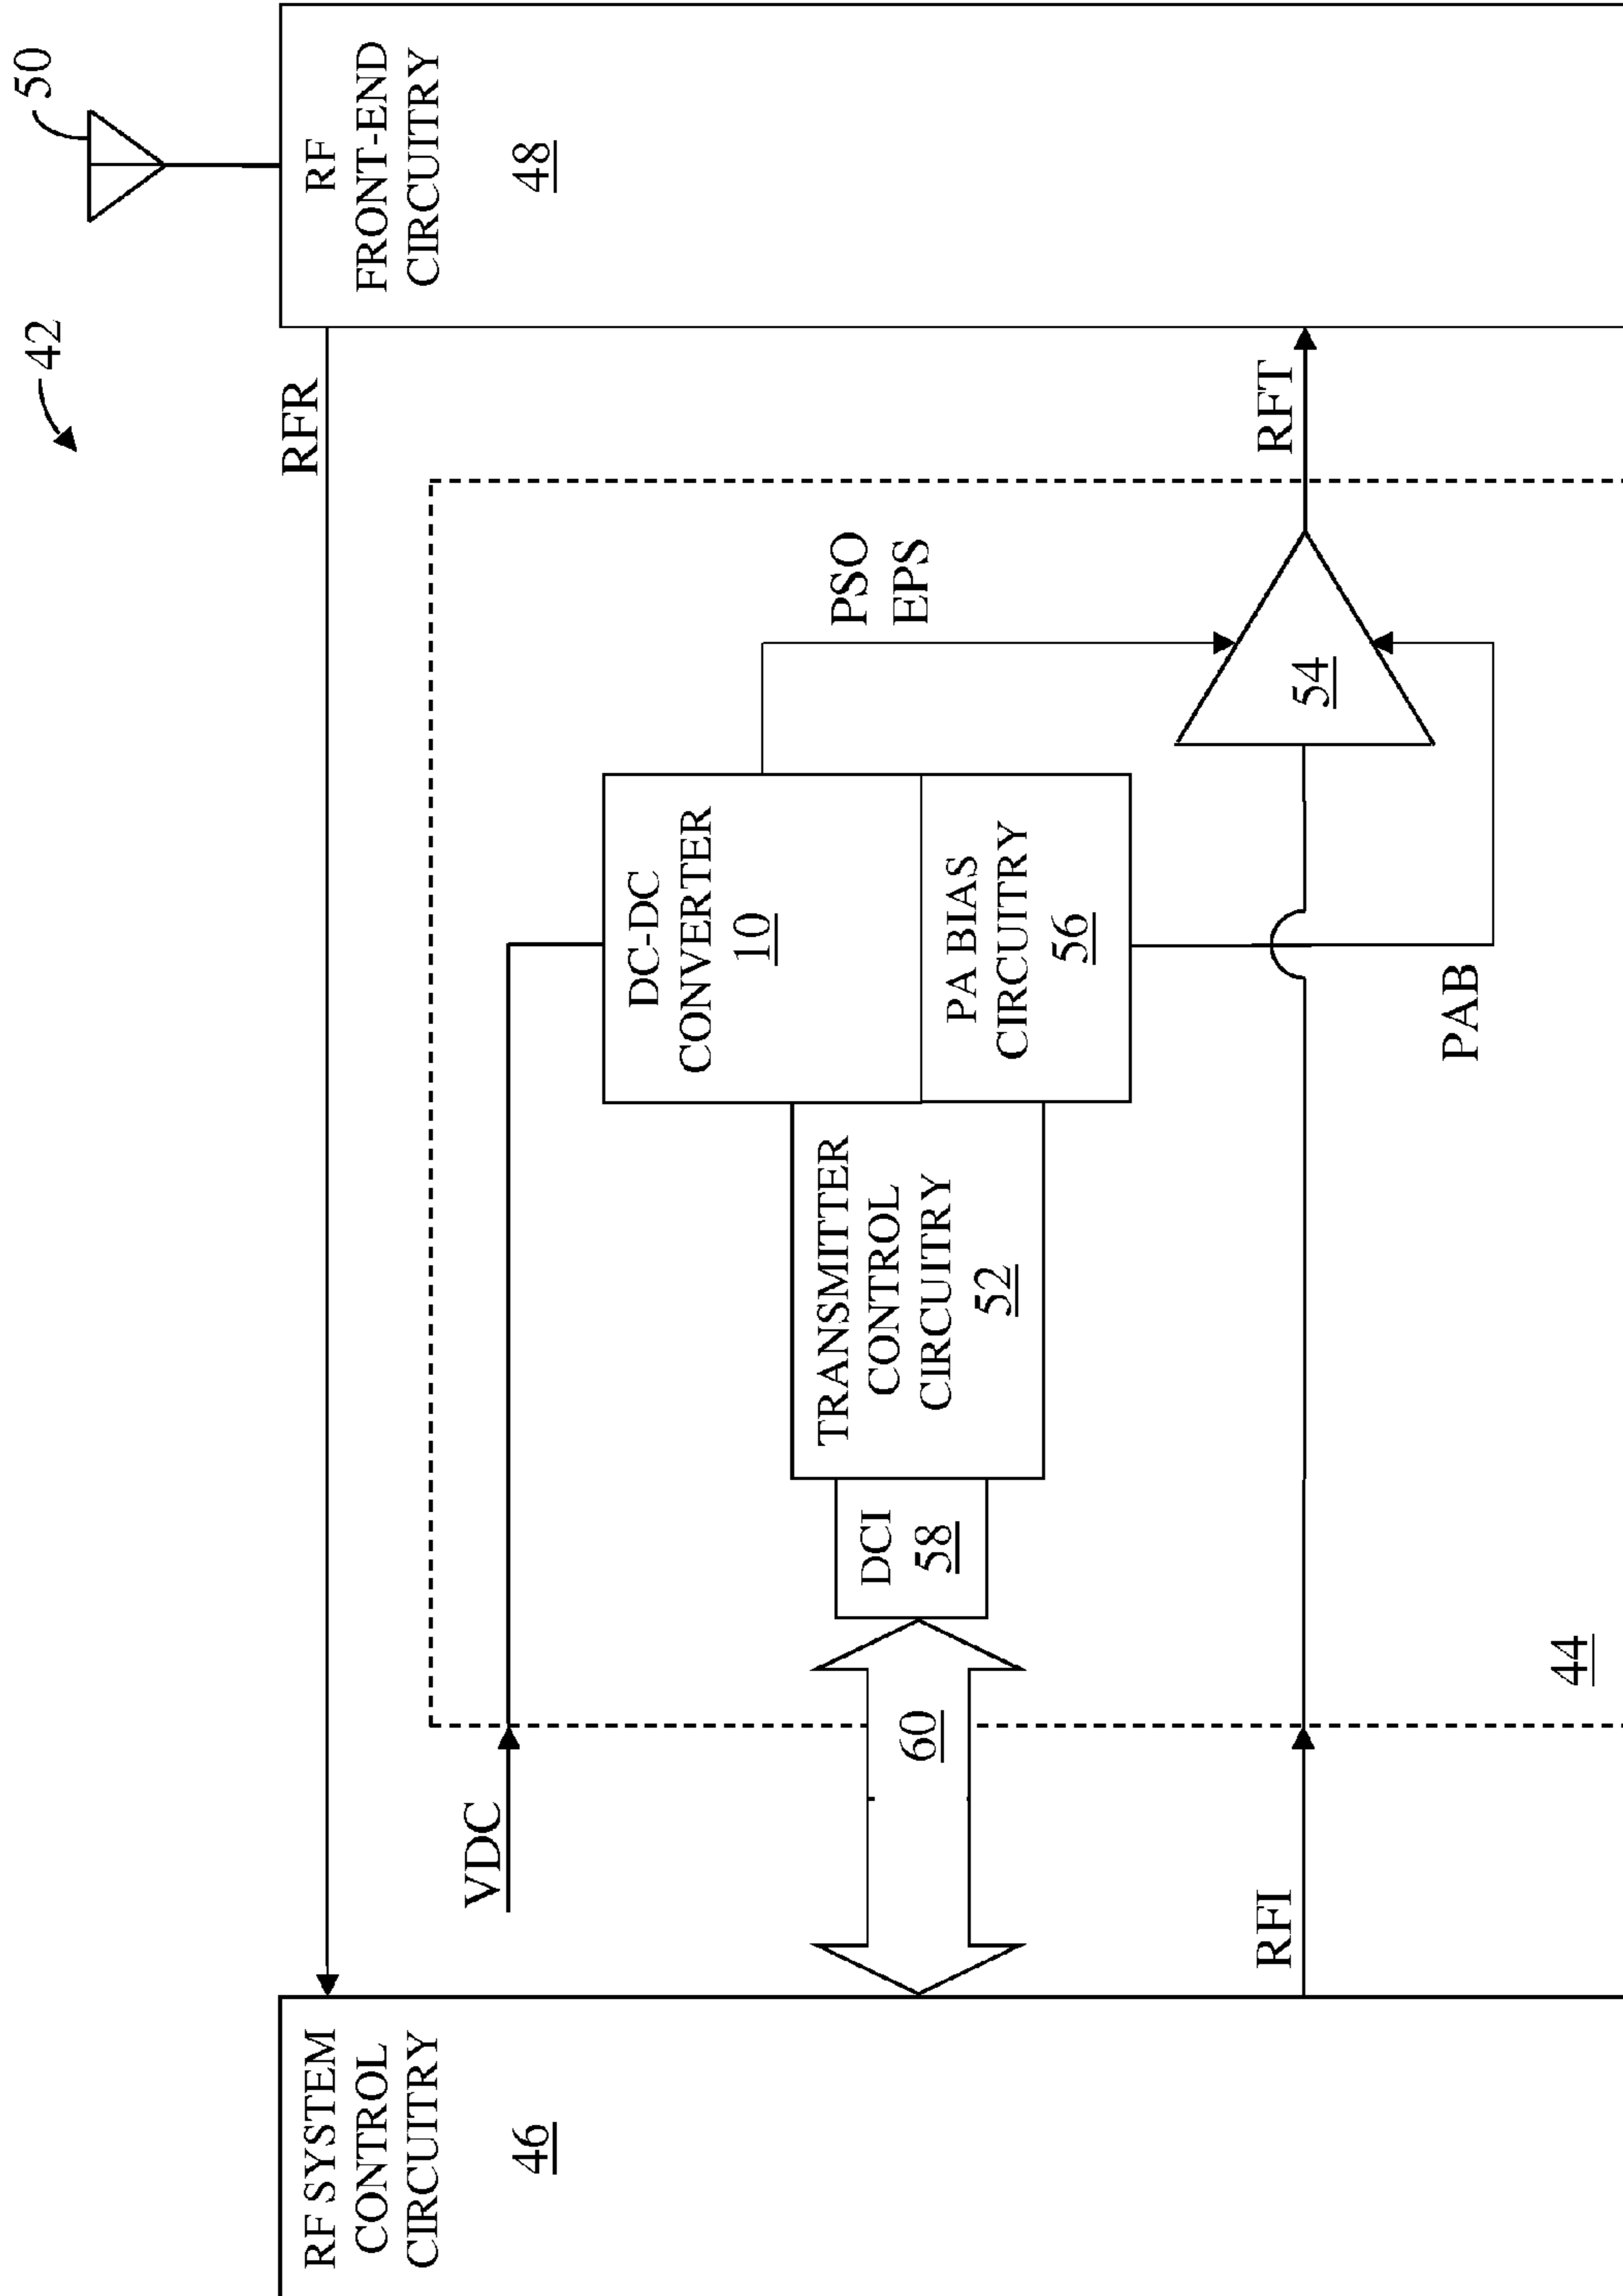 42
50
RF SYSTEM
CONTROL
CIRCUITRY
46
RFR
RF
FRONT-END
CIRCUITRY
48
VDC
DC-DC
CONVERTER
10
PSO
EPS
TRANSMITTER
CONTROL
CIRCUITRY
52
DCI
58
60
PA BIAS
CIRCUITRY
56
RFI
54
RFT
PAB
44